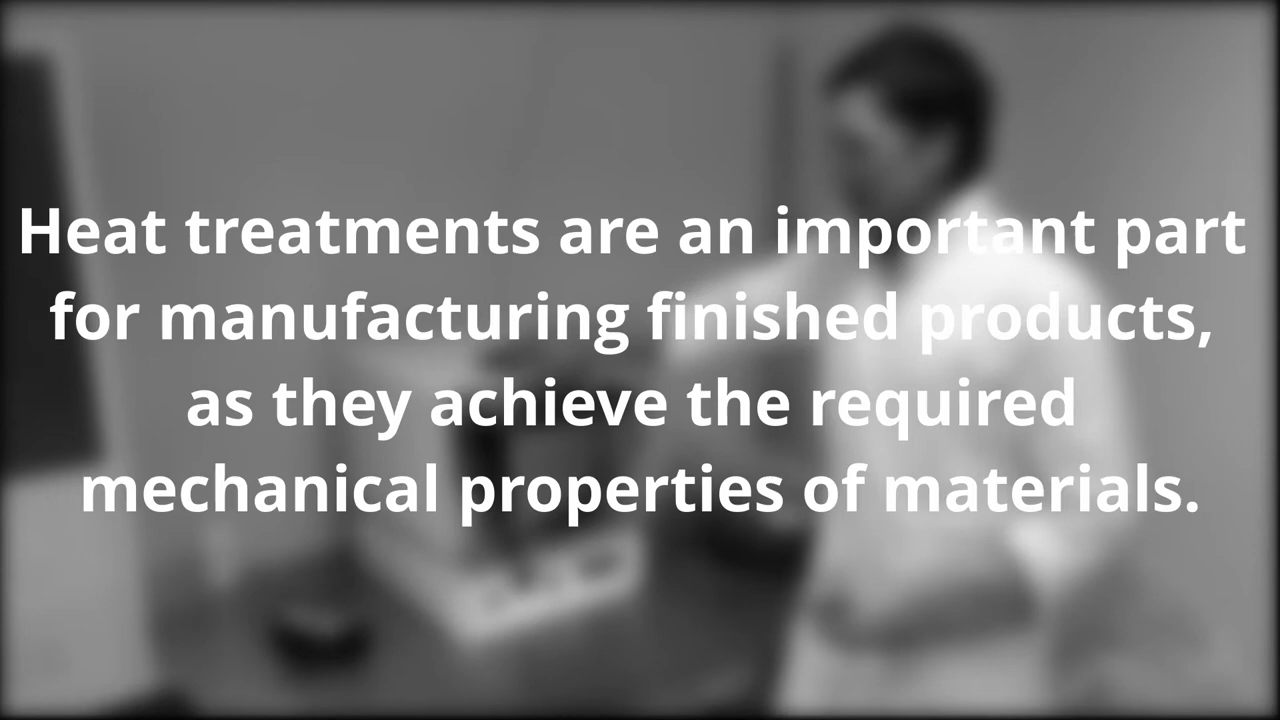 Heat treatments are an important part
for manufacturing finished products,
as they achieve the required
mechanical properties of materials.